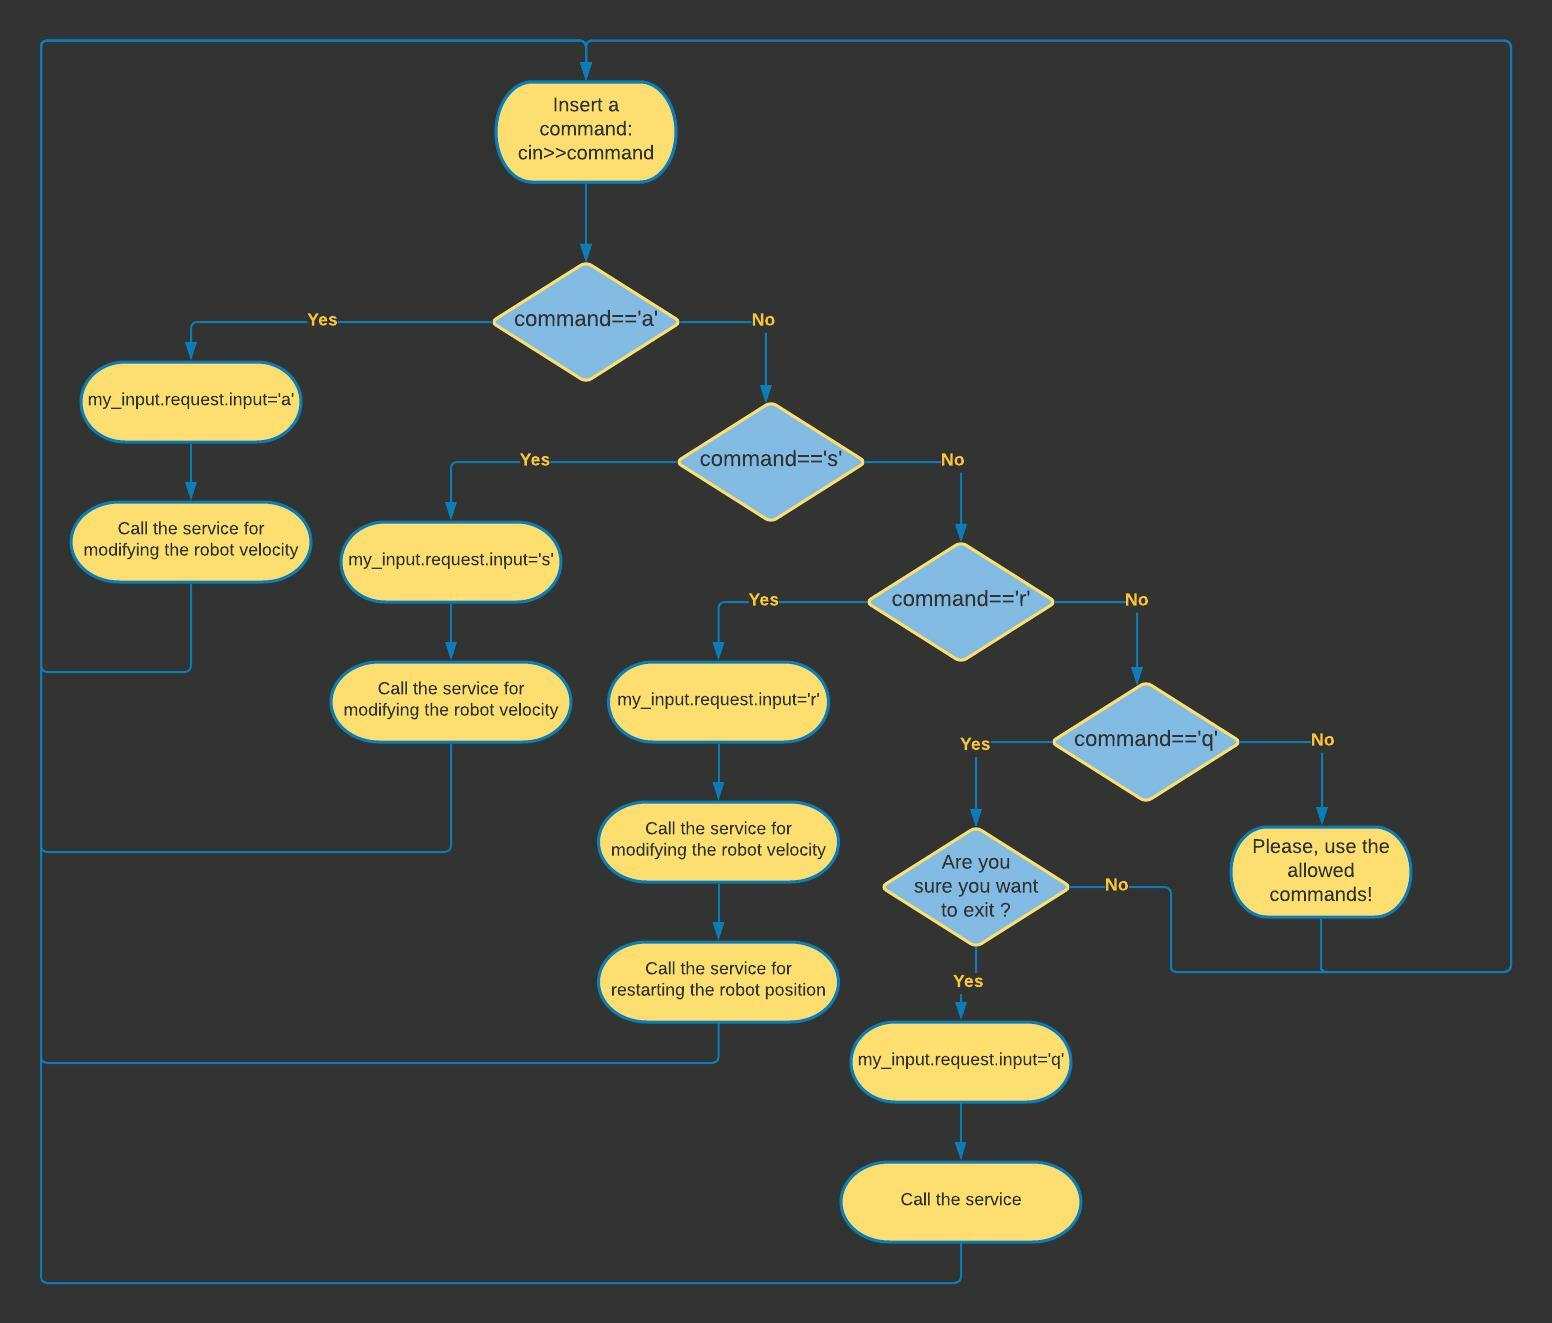 Insert a
command:
cin>>command
command=='a'
Yes
No
my_input.request.input='a'
Call the service for
modifying the robot velocity
command=='s'
Yes
No
my_input.request.input='s'
Call the service for
modifying the robot velocity
command=='r'
Yes
No
my_input.request.input='r'
Call the service for
modifying the robot velocity
Call the service for
restarting the robot position
command=='q'
Yes
No
Are you
sure you want
to exit ?
No
Please, use the
allowed
commands!
Yes
my_input.request.input='q'
Call the service